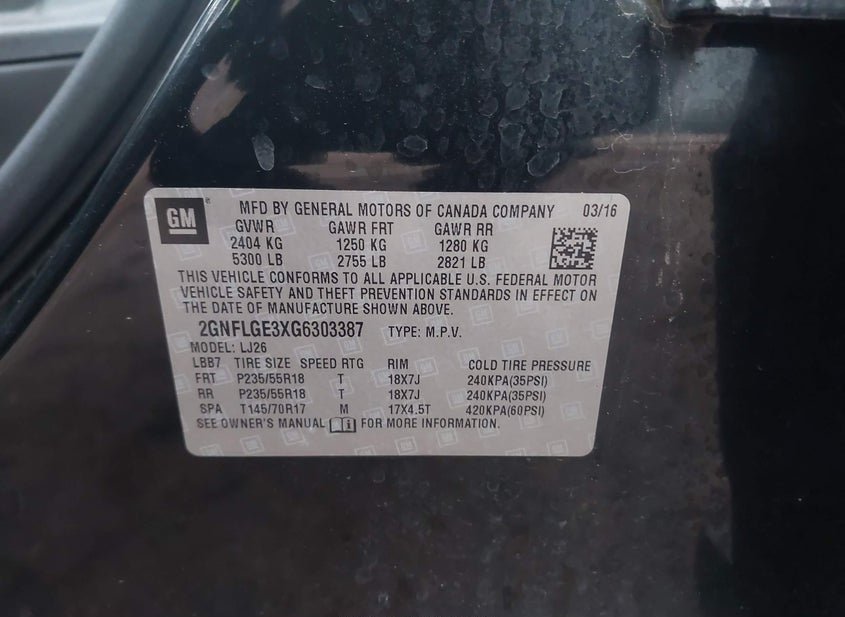 GM MFD BY GENERAL MOTORS OF CANADA COMPANY 03/16
GVWR GAWR FRT GAWR RR
2404 KG 1250 KG 1280 KG
5300 LB 2755 LB 2821 LB
THIS VEHICLE CONFORMS TO ALL APPLICABLE U.S. FEDERAL MOTOR
VEHICLE SAFETY AND THEFT PREVENTION STANDARDS IN EFFECT ON
THE DATE OF MANUFACTURE SHOWN ABOVE.
2GNFLGE3XG6303387 TYPE: M.P.V.
MODEL: LJ26
LBB7 TIRE SIZE SPEED RTG RIM COLD TIRE PRESSURE
FRT P235/55R18 T 18X7J 240KPA(35PSI)
RR P235/55R18 T 18X7J 240KPA(35PSI)
SPA T145/70R17 M 17X4.5T 420KPA(60PSI)
SEE OWNER'S MANUAL FOR MORE INFORMATION.